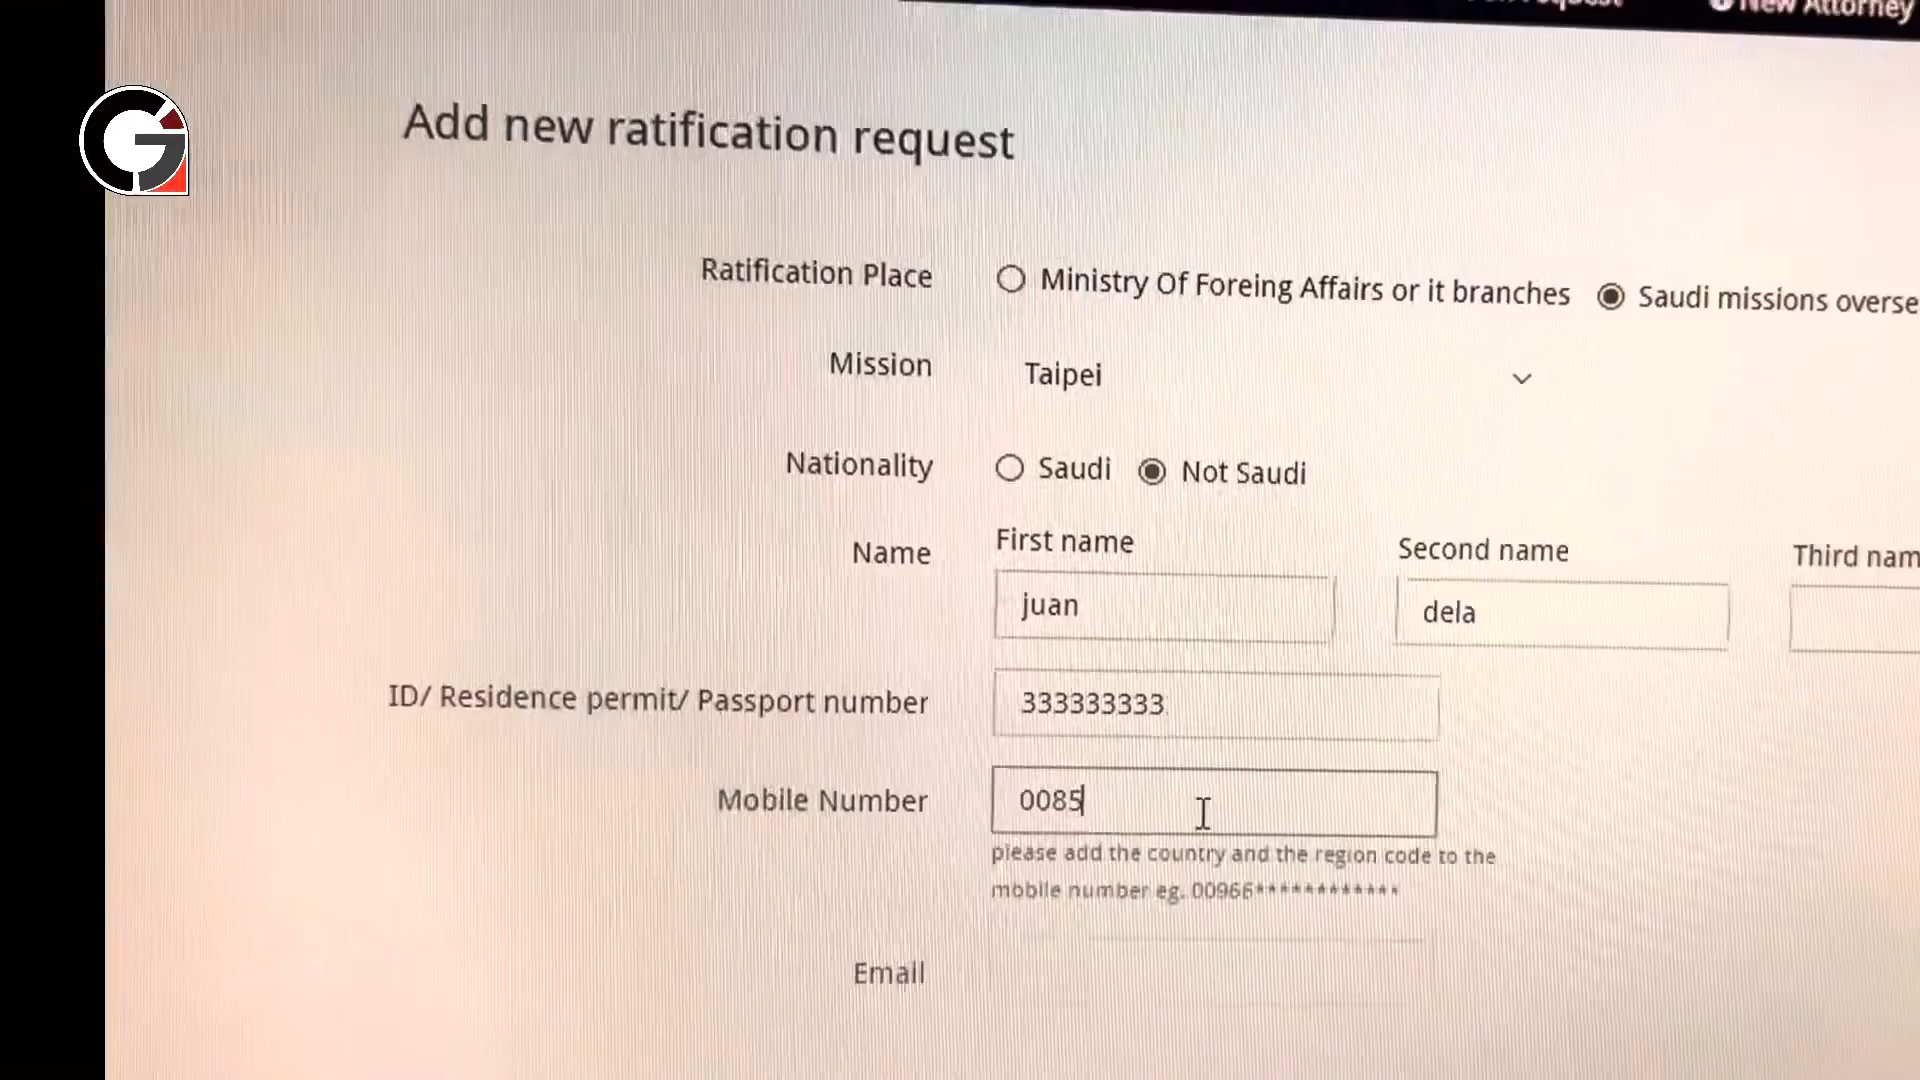 New Attorney
Add new ratification request
Ratification Place Ministry Of Foreing Affairs or it branches Saudi missions overse
Mission Taipei
Nationality Saudi Not Saudi
Name First name Second name Third nam
juan dela
ID/ Residence permit/ Passport number 333333333
Mobile Number 0085
please add the country and the region code to the
mobile number eg. 00966************
Email